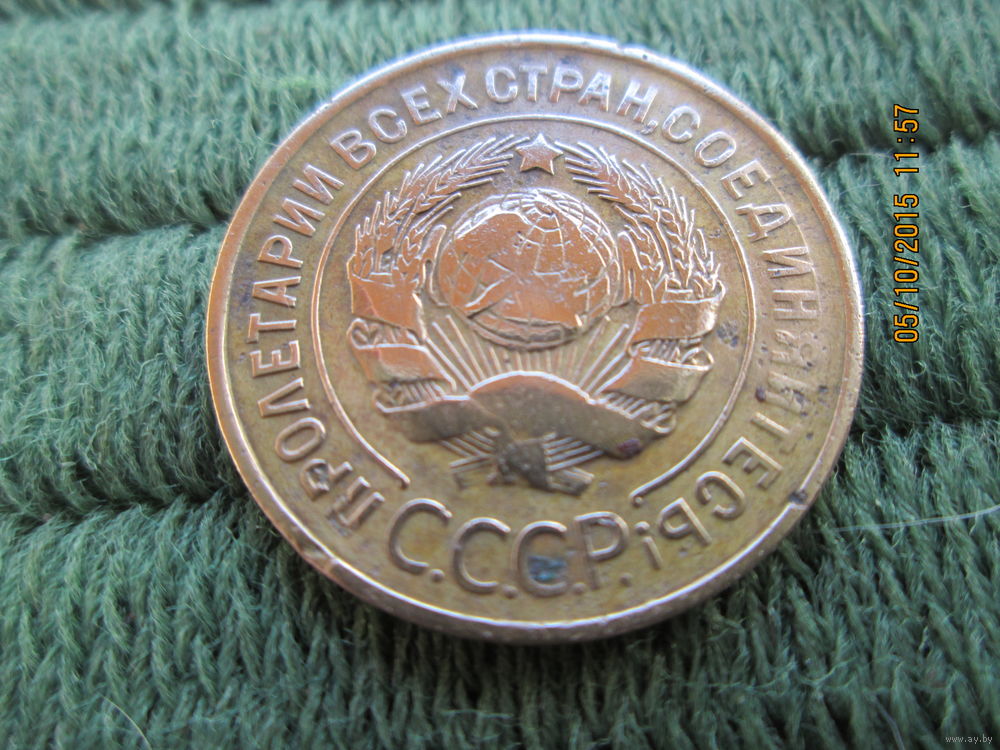 ПРОЛЕТАРИИ ВСЕХ СТРАН, СОЕДИНЯЙТЕСЬ!
С.С.С.Р.
05/10/2015 11:57
www.ay.by